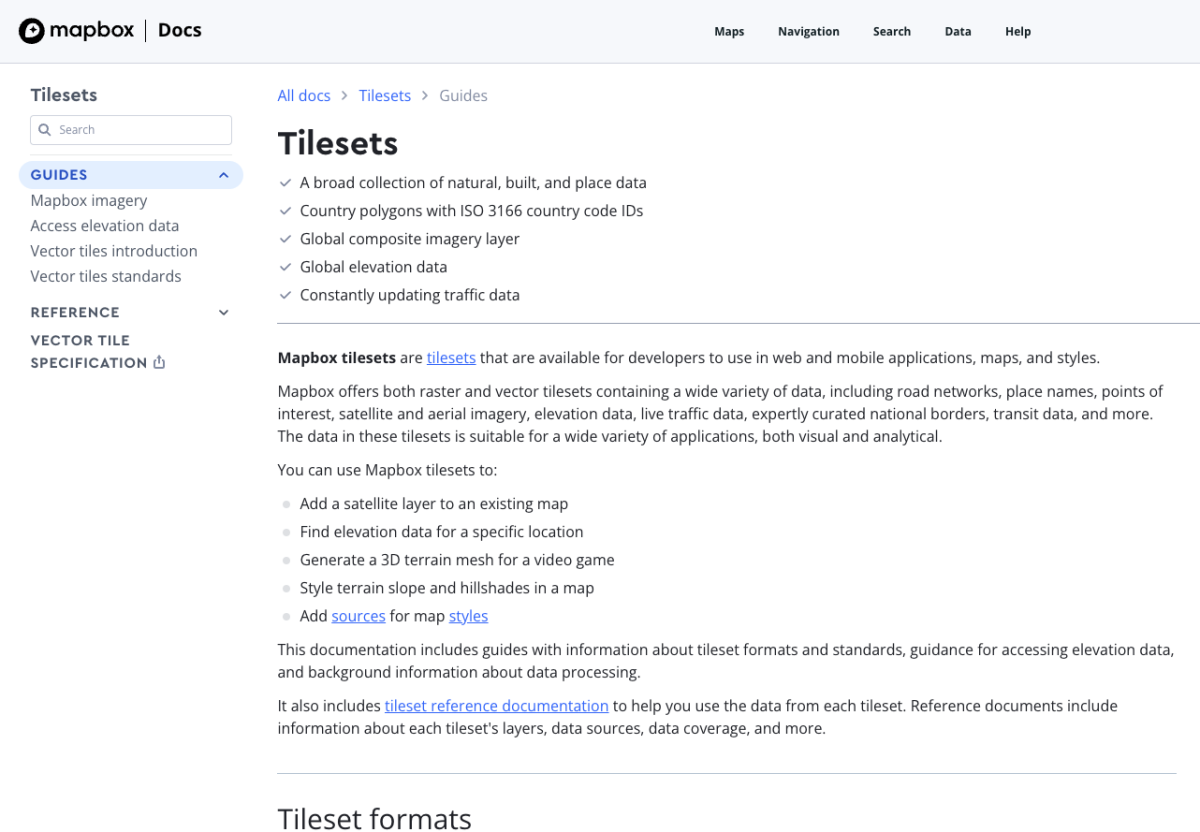 mapbox | Docs
Maps Navigation Search Data Help
Tilesets
Search
GUIDES
Mapbox imagery
Access elevation data
Vector tiles introduction
Vector tiles standards
REFERENCE
VECTOR TILE
SPECIFICATION
All docs > Tilesets > Guides
Tilesets
A broad collection of natural, built, and place data
Country polygons with ISO 3166 country code IDs
Global composite imagery layer
Global elevation data
Constantly updating traffic data
Mapbox tilesets are tilesets that are available for developers to use in web and mobile applications, maps, and styles.
Mapbox offers both raster and vector tilesets containing a wide variety of data, including road networks, place names, points of
interest, satellite and aerial imagery, elevation data, live traffic data, expertly curated national borders, transit data, and more.
The data in these tilesets is suitable for a wide variety of applications, both visual and analytical.
You can use Mapbox tilesets to:
Add a satellite layer to an existing map
Find elevation data for a specific location
Generate a 3D terrain mesh for a video game
Style terrain slope and hillshades in a map
Add sources for map styles
This documentation includes guides with information about tileset formats and standards, guidance for accessing elevation data,
and background information about data processing.
It also includes tileset reference documentation to help you use the data from each tileset. Reference documents include
information about each tileset's layers, data sources, data coverage, and more.
Tileset formats